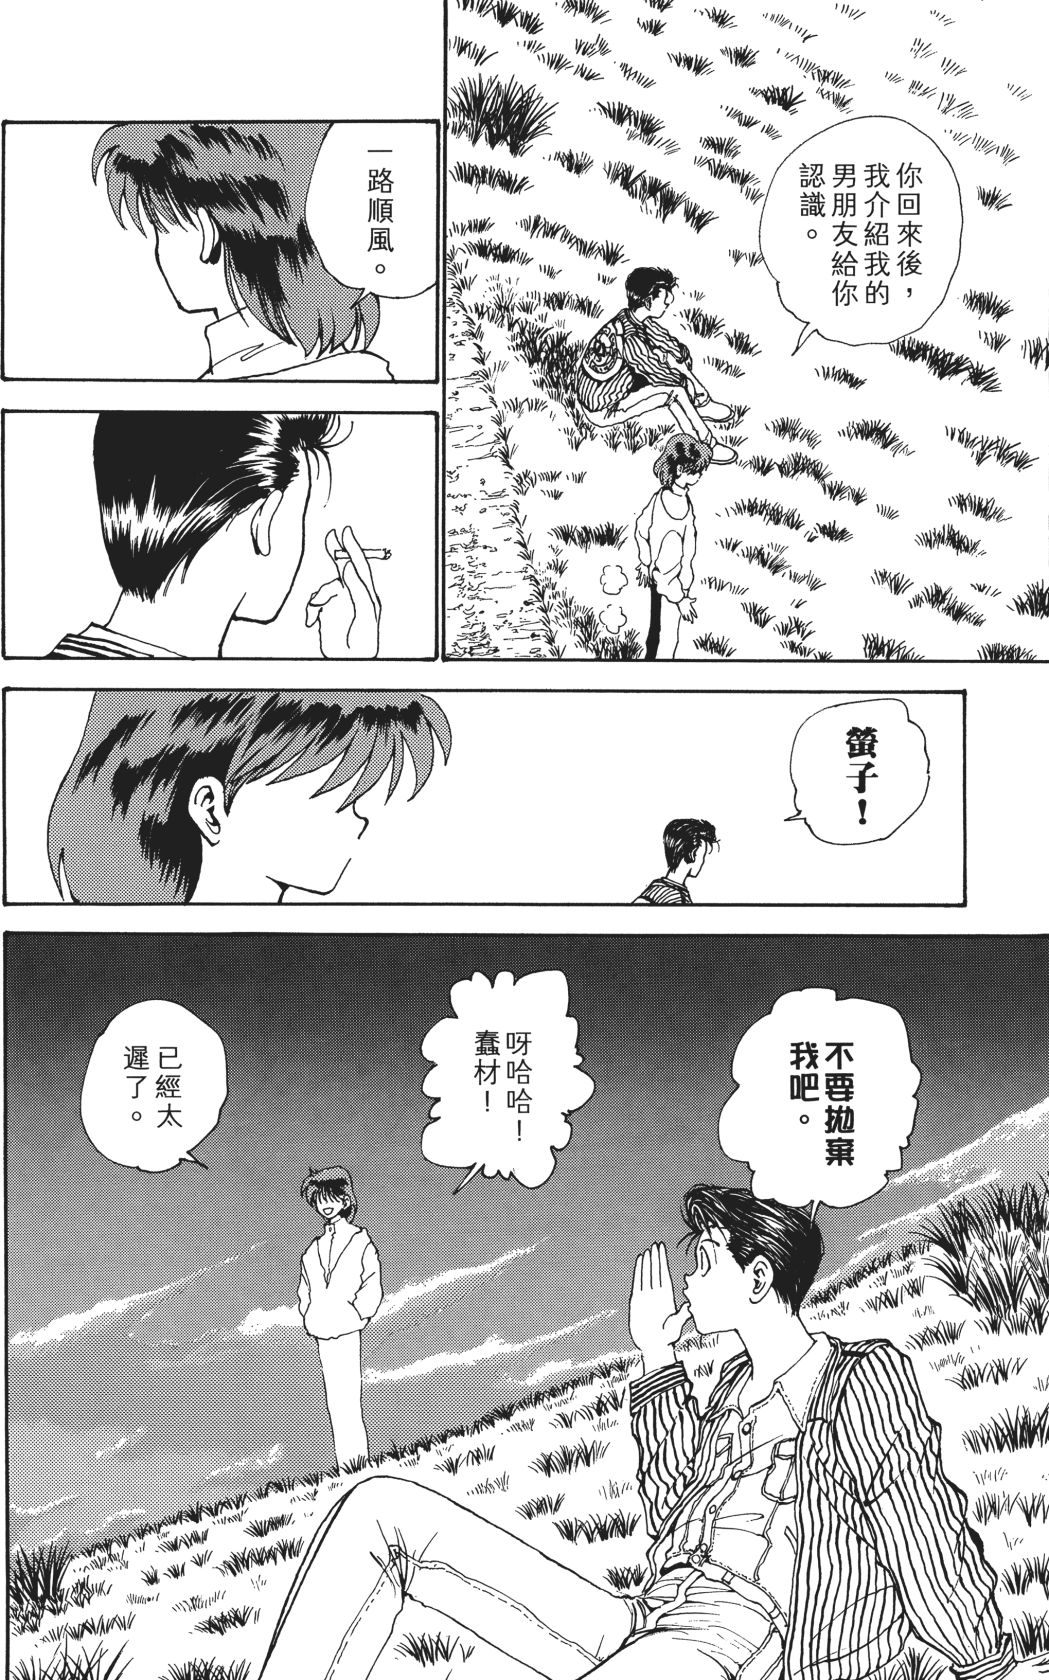 你回來後，
我介紹我的
男朋友給你
認識。
一路順風。
螢子！
不要拋棄
我吧。
呀哈哈！
蠢材！
已經太
遲了。